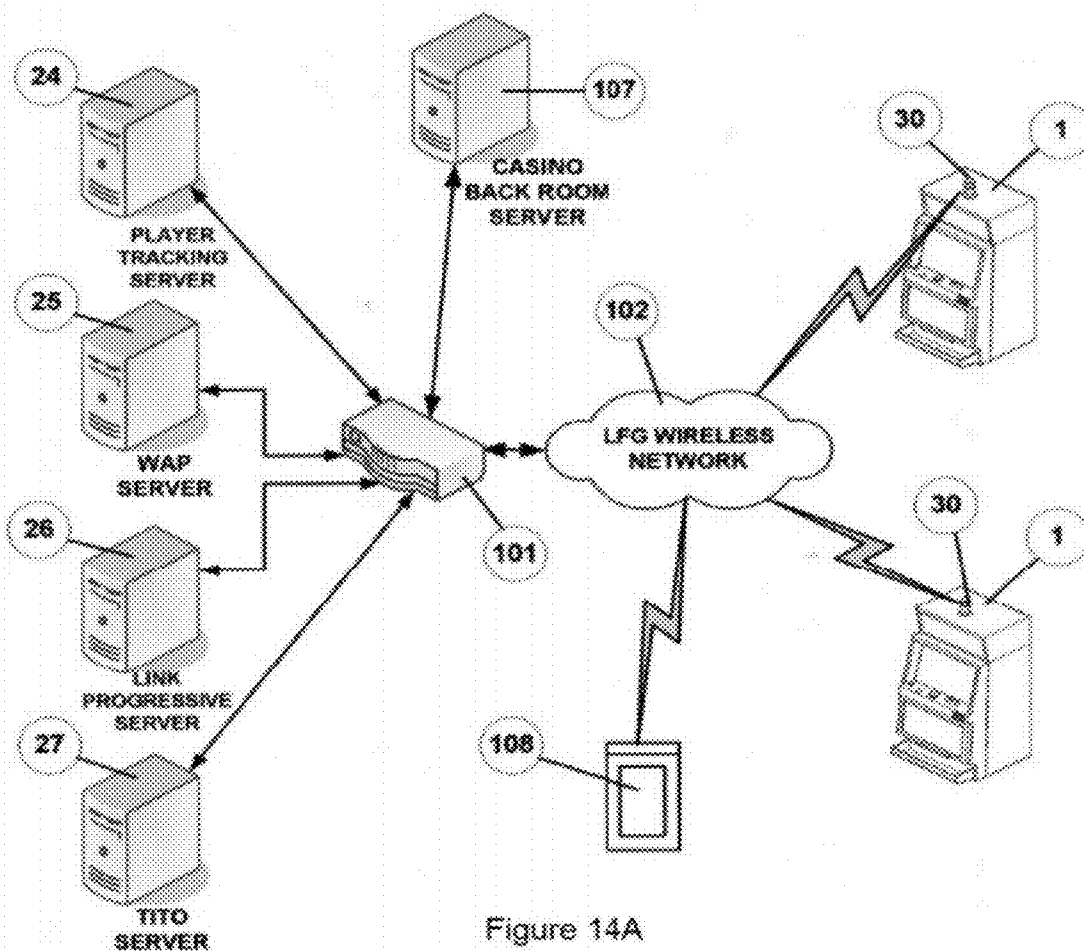 24
107
30
1
CASINO
BACK ROOM
SERVER
PLAYER
TRACKING
SERVER
25
102
LFG WIRELESS
NETWORK
WAP
SERVER
26
101
30
1
LINK
PROGRESSIVE
SERVER
27
108
TITO
SERVER
Figure 14A